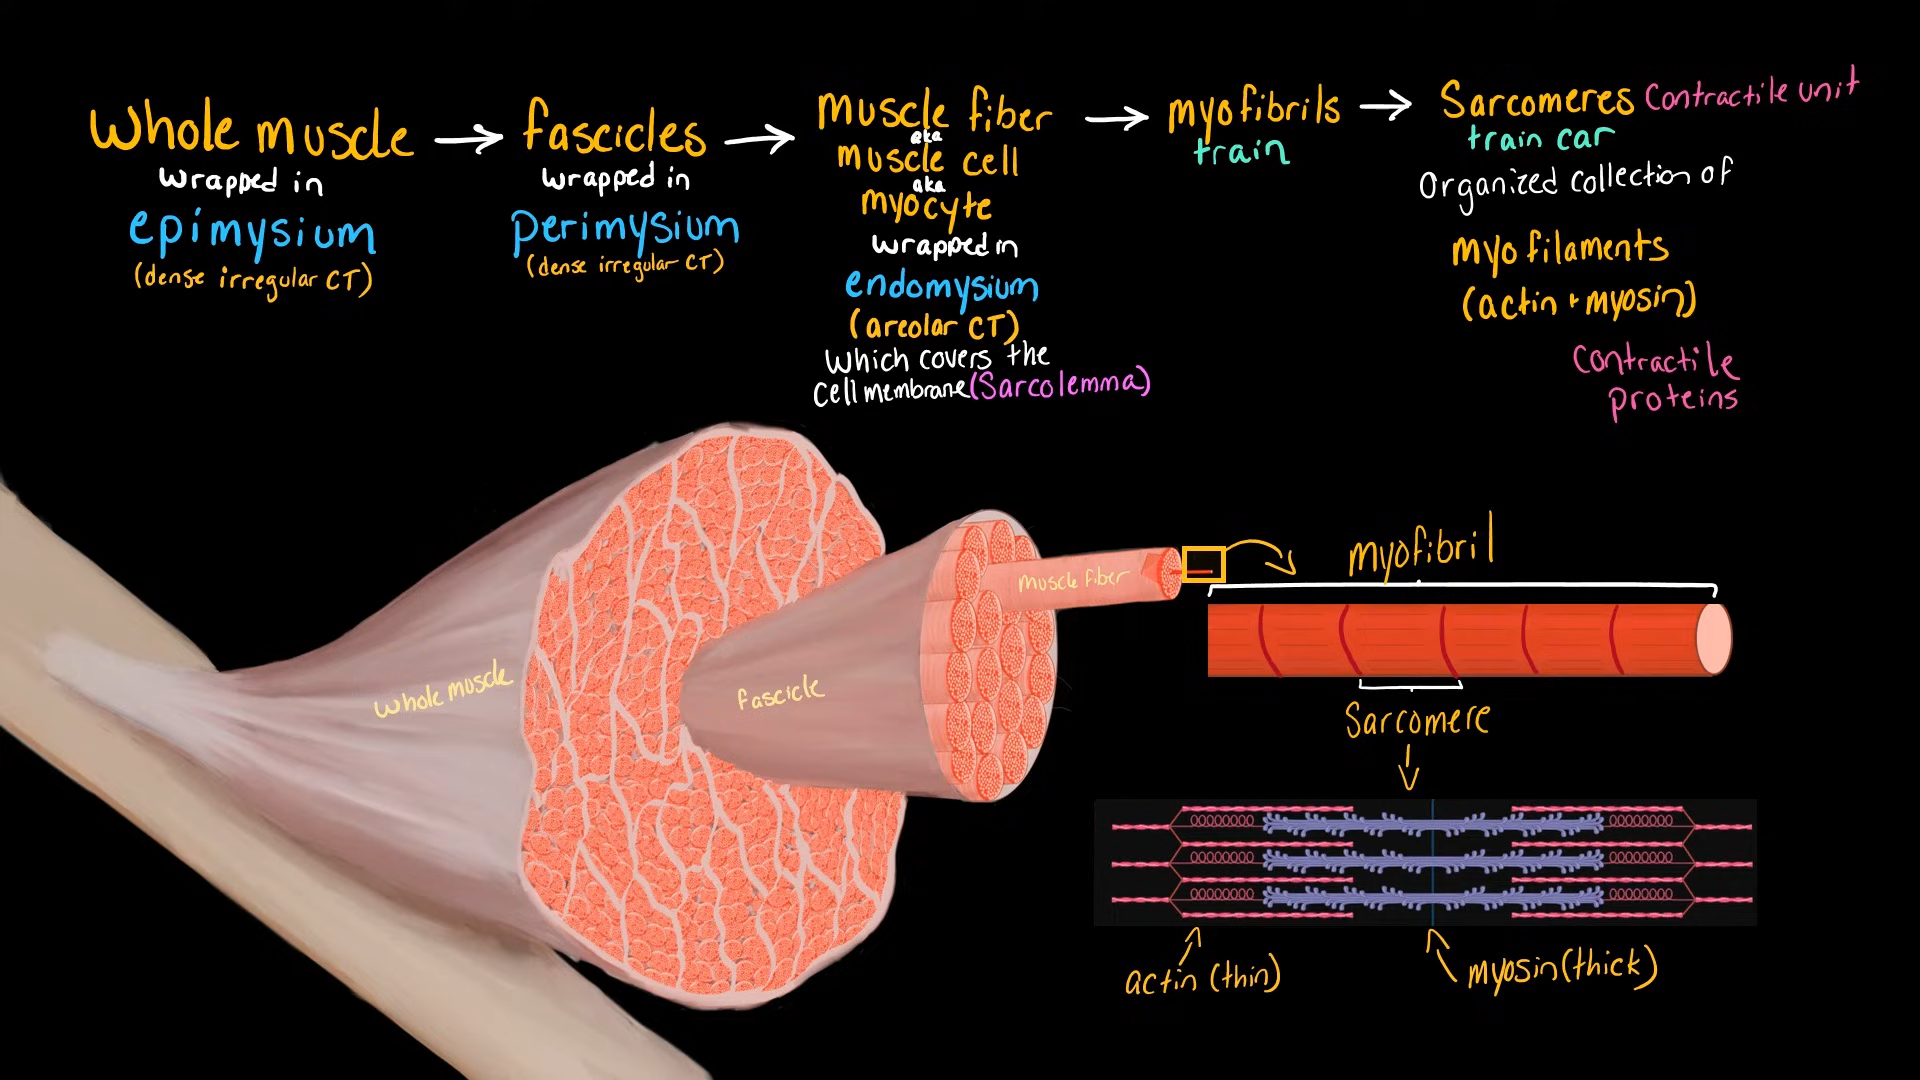 Whole muscle → fascicles → muscle fiber → myofibrils → Sarcomeres Contractile unit
wrapped in
epimysium
(dense irregular CT)
wrapped in
perimysium
(dense irregular CT)
aka
muscle cell
aka
myocyte
wrapped in
endomysium
(areolar CT)
which covers the
cell membrane (Sarcolemma)
train
train car
Organized collection of
myofilaments
(actin + myosin)
Contractile
proteins
whole muscle
fascicle
muscle fiber
myofibril
Sarcomere
actin (thin)
myosin (thick)